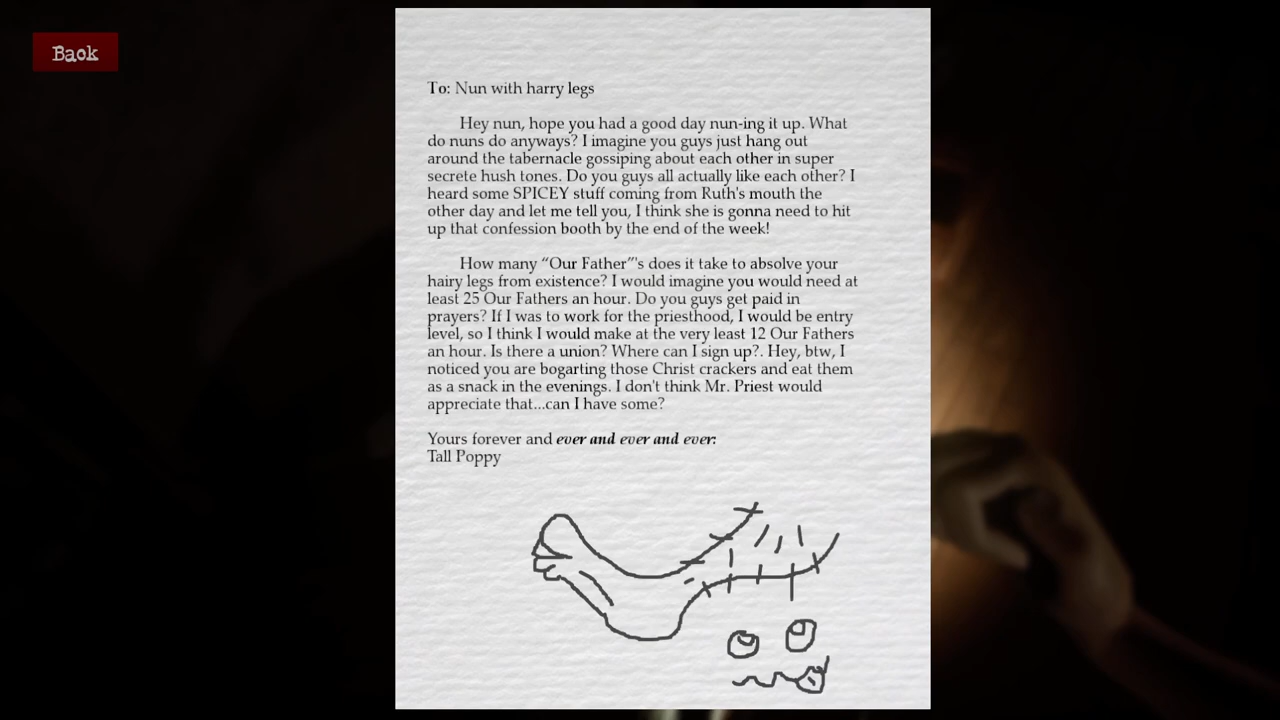 Back
To: Nun with harry legs
Hey nun, hope you had a good day nun-ing it up. What
do nuns do anyways? I imagine you guys just hang out
around the tabernacle gossiping about each other in super
secrete hush tones. Do you guys all actually like each other? I
heard some SPICEY stuff coming from Ruth's mouth the
other day and let me tell you, I think she is gonna need to hit
up that confession booth by the end of the week!
How many “Our Father”'s does it take to absolve your
hairy legs from existence? I would imagine you would need at
least 25 Our Fathers an hour. Do you guys get paid in
prayers? If I was to work for the priesthood, I would be entry
level, so I think I would make at the very least 12 Our Fathers
an hour. Is there a union? Where can I sign up?. Hey, btw, I
noticed you are bogarting those Christ crackers and eat them
as a snack in the evenings. I don't think Mr. Priest would
appreciate that...can I have some?
Yours forever and ever and ever and ever:
Tall Poppy